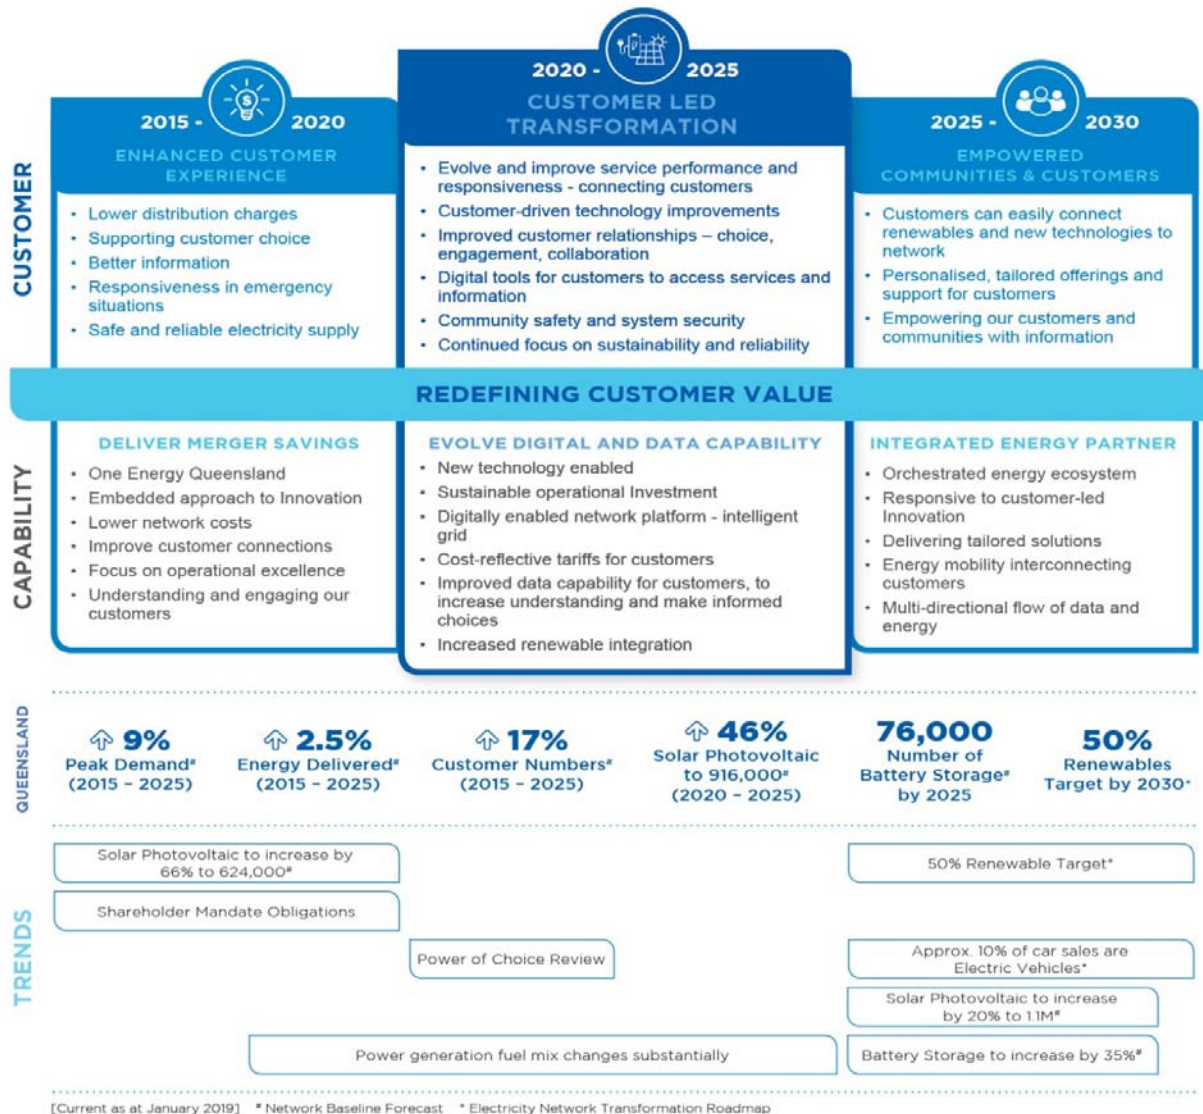 2015 - 2020
ENHANCED CUSTOMER
EXPERIENCE
2020 - 2025
CUSTOMER LED
TRANSFORMATION
2025 - 2030
EMPOWERED
COMMUNITIES & CUSTOMERS
CUSTOMER
• Lower distribution charges
• Supporting customer choice
• Better information
• Responsiveness in emergency
situations
• Safe and reliable electricity supply
• Evolve and improve service performance and
responsiveness - connecting customers
• Customer-driven technology improvements
• Improved customer relationships – choice,
engagement, collaboration
• Digital tools for customers to access services and
information
• Community safety and system security
• Continued focus on sustainability and reliability
• Customers can easily connect
renewables and new technologies to
network
• Personalised, tailored offerings and
support for customers
• Empowering our customers and
communities with information
REDEFINING CUSTOMER VALUE
CAPABILITY
DELIVER MERGER SAVINGS
• One Energy Queensland
• Embedded approach to Innovation
• Lower network costs
• Improve customer connections
• Focus on operational excellence
• Understanding and engaging our
customers
EVOLVE DIGITAL AND DATA CAPABILITY
• New technology enabled
• Sustainable operational Investment
• Digitally enabled network platform - intelligent
grid
• Cost-reflective tariffs for customers
• Improved data capability for customers, to
increase understanding and make informed
choices
• Increased renewable integration
INTEGRATED ENERGY PARTNER
• Orchestrated energy ecosystem
• Responsive to customer-led
Innovation
• Delivering tailored solutions
• Energy mobility interconnecting
customers
• Multi-directional flow of data and
energy
QUEENSLAND
9%
Peak Demand#
(2015 – 2025)
2.5%
Energy Delivered#
(2015 – 2025)
17%
Customer Numbers#
(2015 – 2025)
46%
Solar Photovoltaic
to 916,000#
(2020 – 2025)
76,000
Number of
Battery Storage#
by 2025
50%
Renewables
Target by 2030*
TRENDS
Solar Photovoltaic to increase by
66% to 624,000#
50% Renewable Target*
Shareholder Mandate Obligations
Power of Choice Review
Approx. 10% of car sales are
Electric Vehicles*
Solar Photovoltaic to increase
by 20% to 1.1M#
Power generation fuel mix changes substantially
Battery Storage to increase by 35%#
[Current as at January 2019] # Network Baseline Forecast * Electricity Network Transformation Roadmap